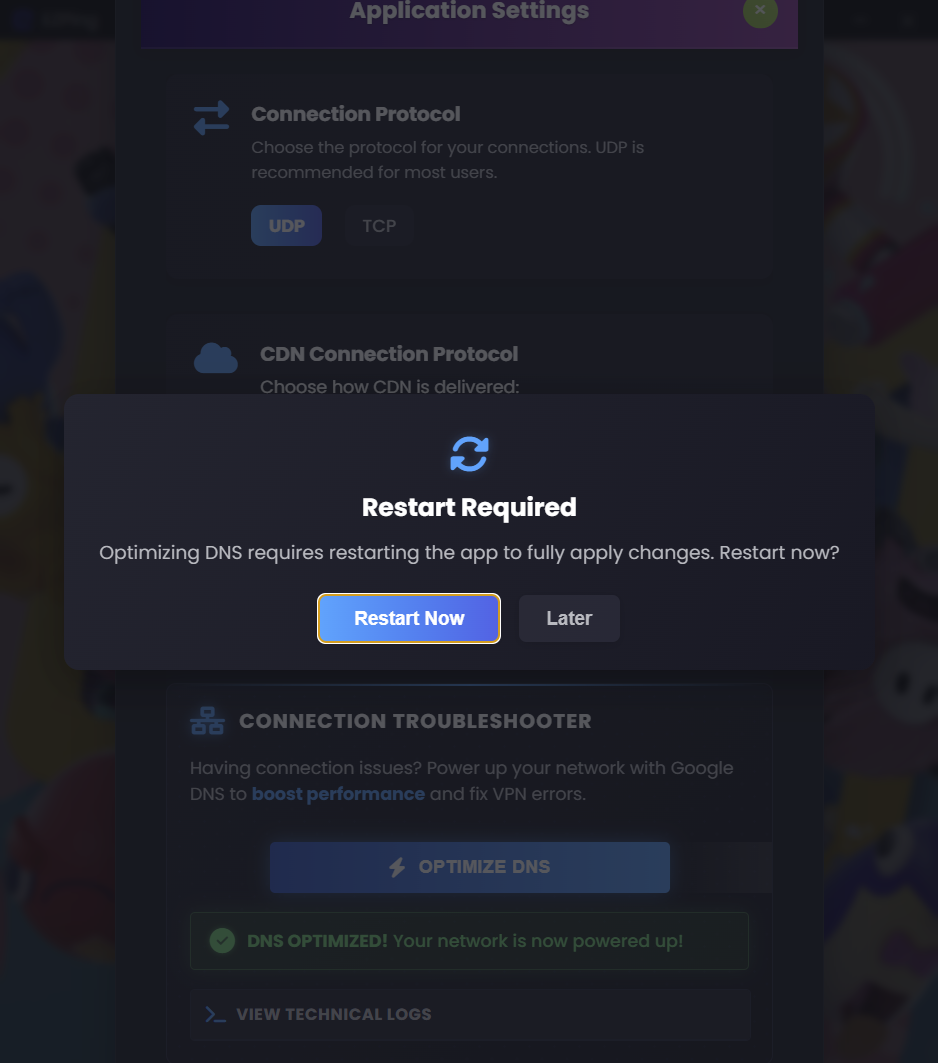 Application Settings
Connection Protocol
Choose the protocol for your connections. UDP is
recommended for most users.
UDP
TCP
CDN Connection Protocol
Choose how CDN is delivered:
Restart Required
Optimizing DNS requires restarting the app to fully apply changes. Restart now?
Restart Now
Later
CONNECTION TROUBLESHOOTER
Having connection issues? Power up your network with Google
DNS to boost performance and fix VPN errors.
OPTIMIZE DNS
DNS OPTIMIZED! Your network is now powered up!
VIEW TECHNICAL LOGS